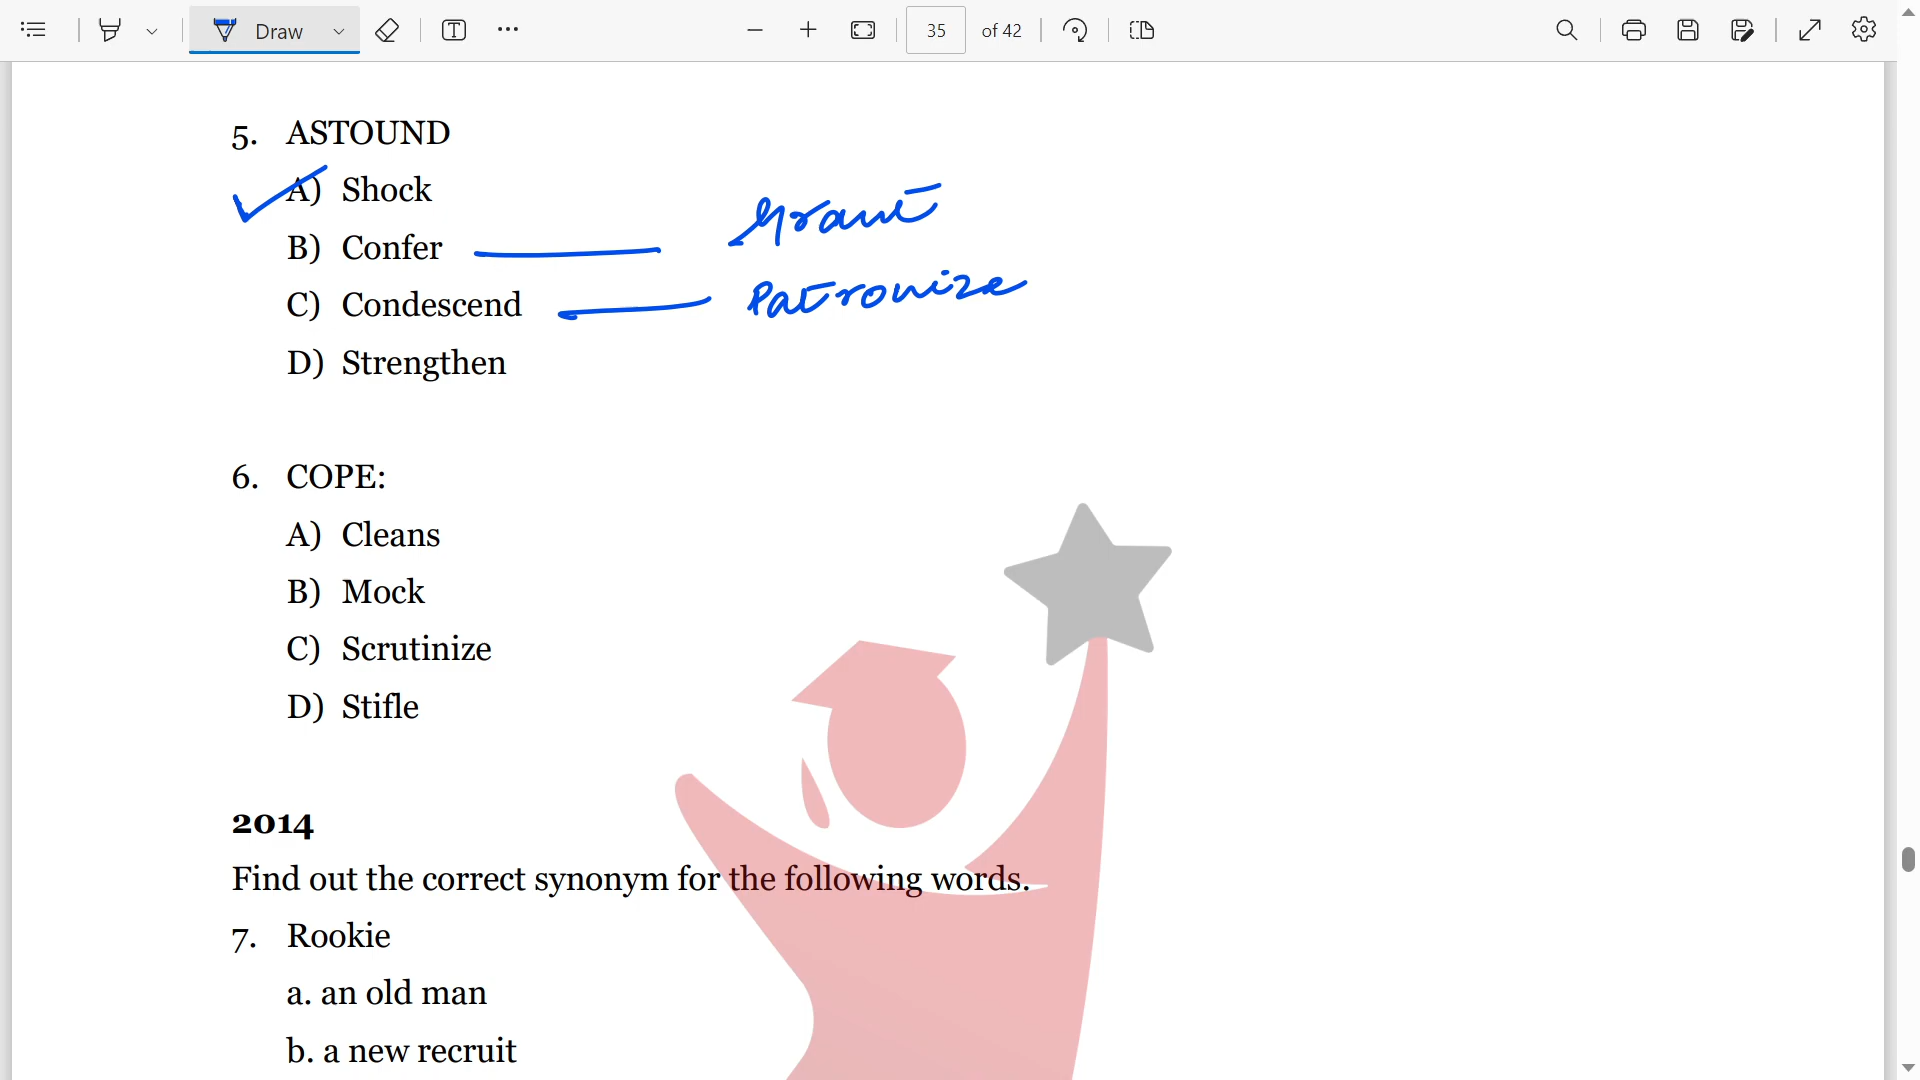 Draw 35 of 42
5. ASTOUND
A) Shock
B) Confer Grant
C) Condescend Patronize
D) Strengthen
6. COPE:
A) Cleans
B) Mock
C) Scrutinize
D) Stifle
2014
Find out the correct synonym for the following words.
7. Rookie
a. an old man
b. a new recruit